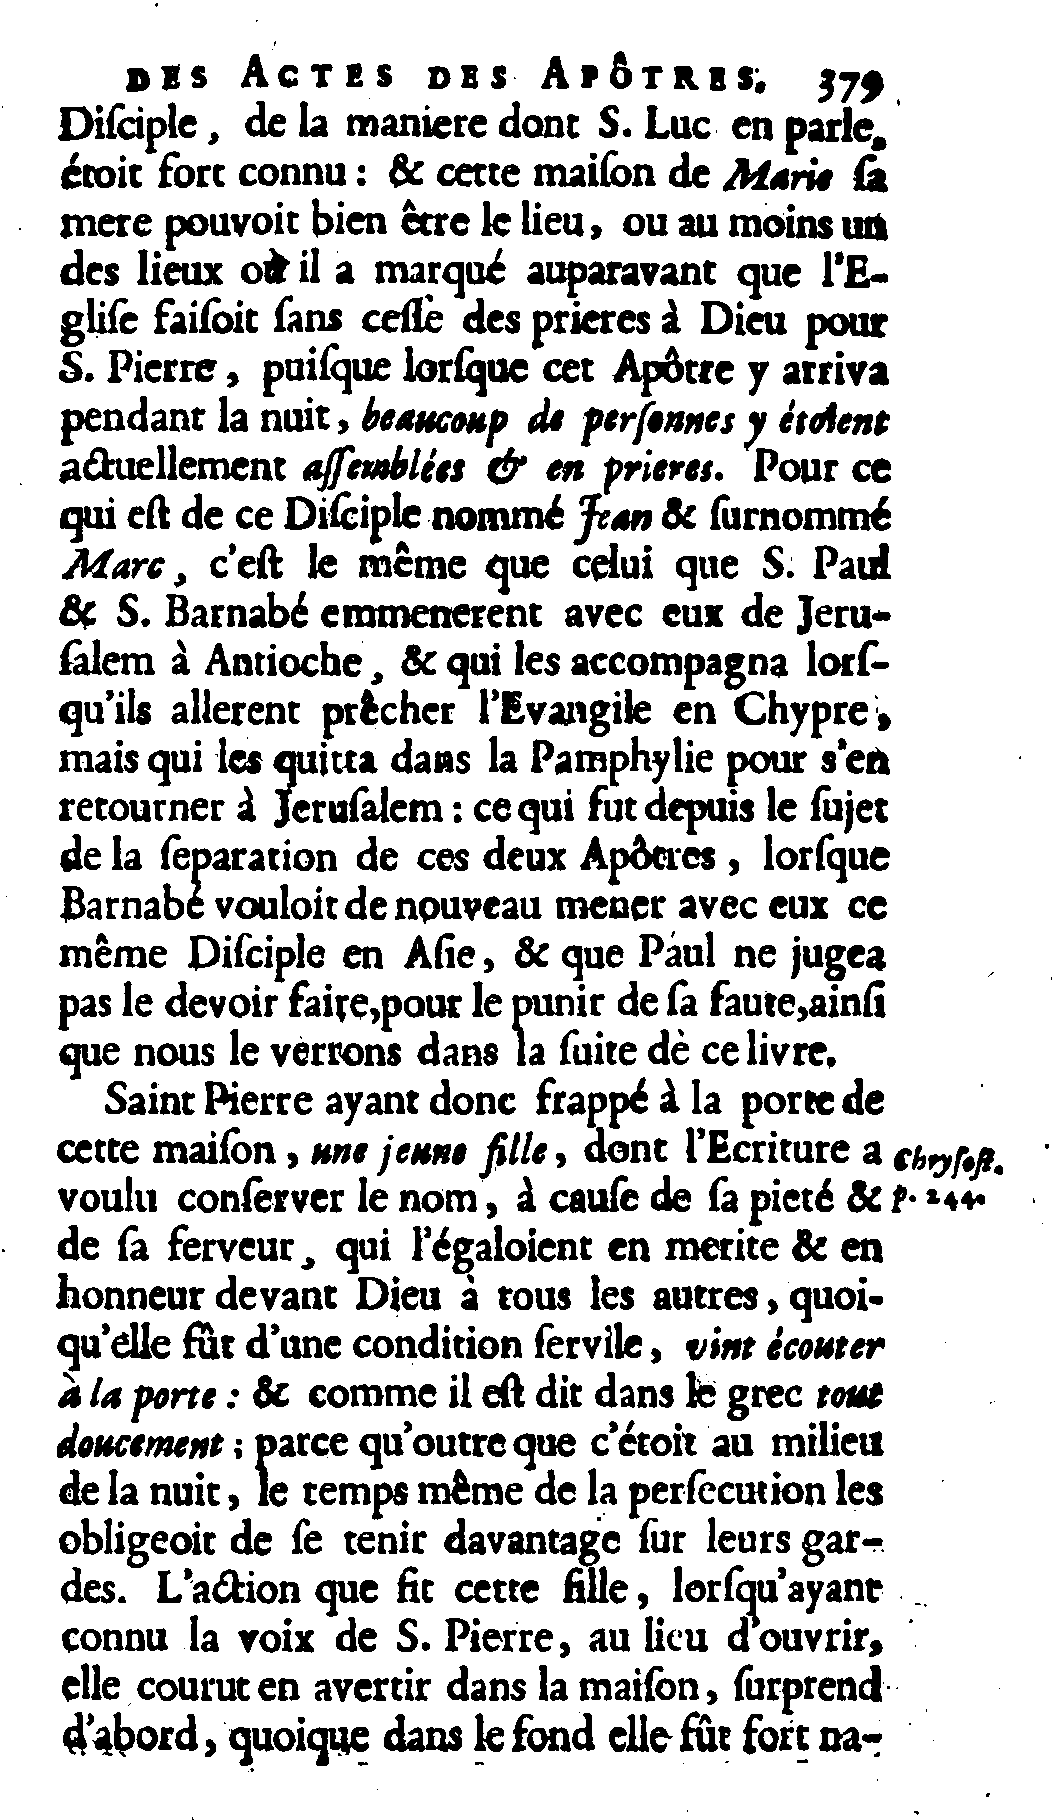 DES ACTES DES APÔTRES. 379
Diſciple, de la maniere dont S. Luc en parle,
étoit fort connu : & cette maiſon de Marie ſa
mere pouvoit bien être le lieu, ou au moins un
des lieux où il a marqué auparavant que l'E-
gliſe faiſoit ſans ceſſe des prieres à Dieu pour
S. Pierre, puiſque lorſque cet Apôtre y arriva
pendant la nuit, beaucoup de perſonnes y étoient
actuellement aſſemblées & en prieres. Pour ce
qui eſt de ce Diſciple nommé Jean & ſurnommé
Marc, c'eſt le même que celui que S. Paul
& S. Barnabé emmenerent avec eux de Jeru-
ſalem à Antioche, & qui les accompagna lorſ-
qu'ils allerent prêcher l'Evangile en Chypre,
mais qui les quitta dans la Pamphylie pour s'en
retourner à Jeruſalem : ce qui fut depuis le ſujet
de la ſeparation de ces deux Apôtres, lorſque
Barnabé vouloit de nouveau mener avec eux ce
même Diſciple en Aſie, & que Paul ne jugea
pas le devoir faire, pour le punir de ſa faute, ainſi
que nous le verrons dans la ſuite de ce livre.
Saint Pierre ayant donc frappé à la porte de
cette maiſon, une jeune fille, dont l'Ecriture a
voulu conſerver le nom, à cauſe de ſa pieté &
de ſa ferveur, qui l'égaloient en merite & en
honneur devant Dieu à tous les autres, quoi-
qu'elle fût d'une condition ſervile, vint écouter
à la porte : & comme il eſt dit dans le grec tout
doucement ; parce qu'outre que c'étoit au milieu
de la nuit, le temps même de la perſecution les
obligeoit de ſe tenir davantage ſur leurs gar-
des. L'action que fit cette fille, lorſqu'ayant
connu la voix de S. Pierre, au lieu d'ouvrir,
elle courut en avertir dans la maiſon, ſurprend
d'abord, quoique dans le fond elle fût fort na-
Chryſoſt.
p. 244.